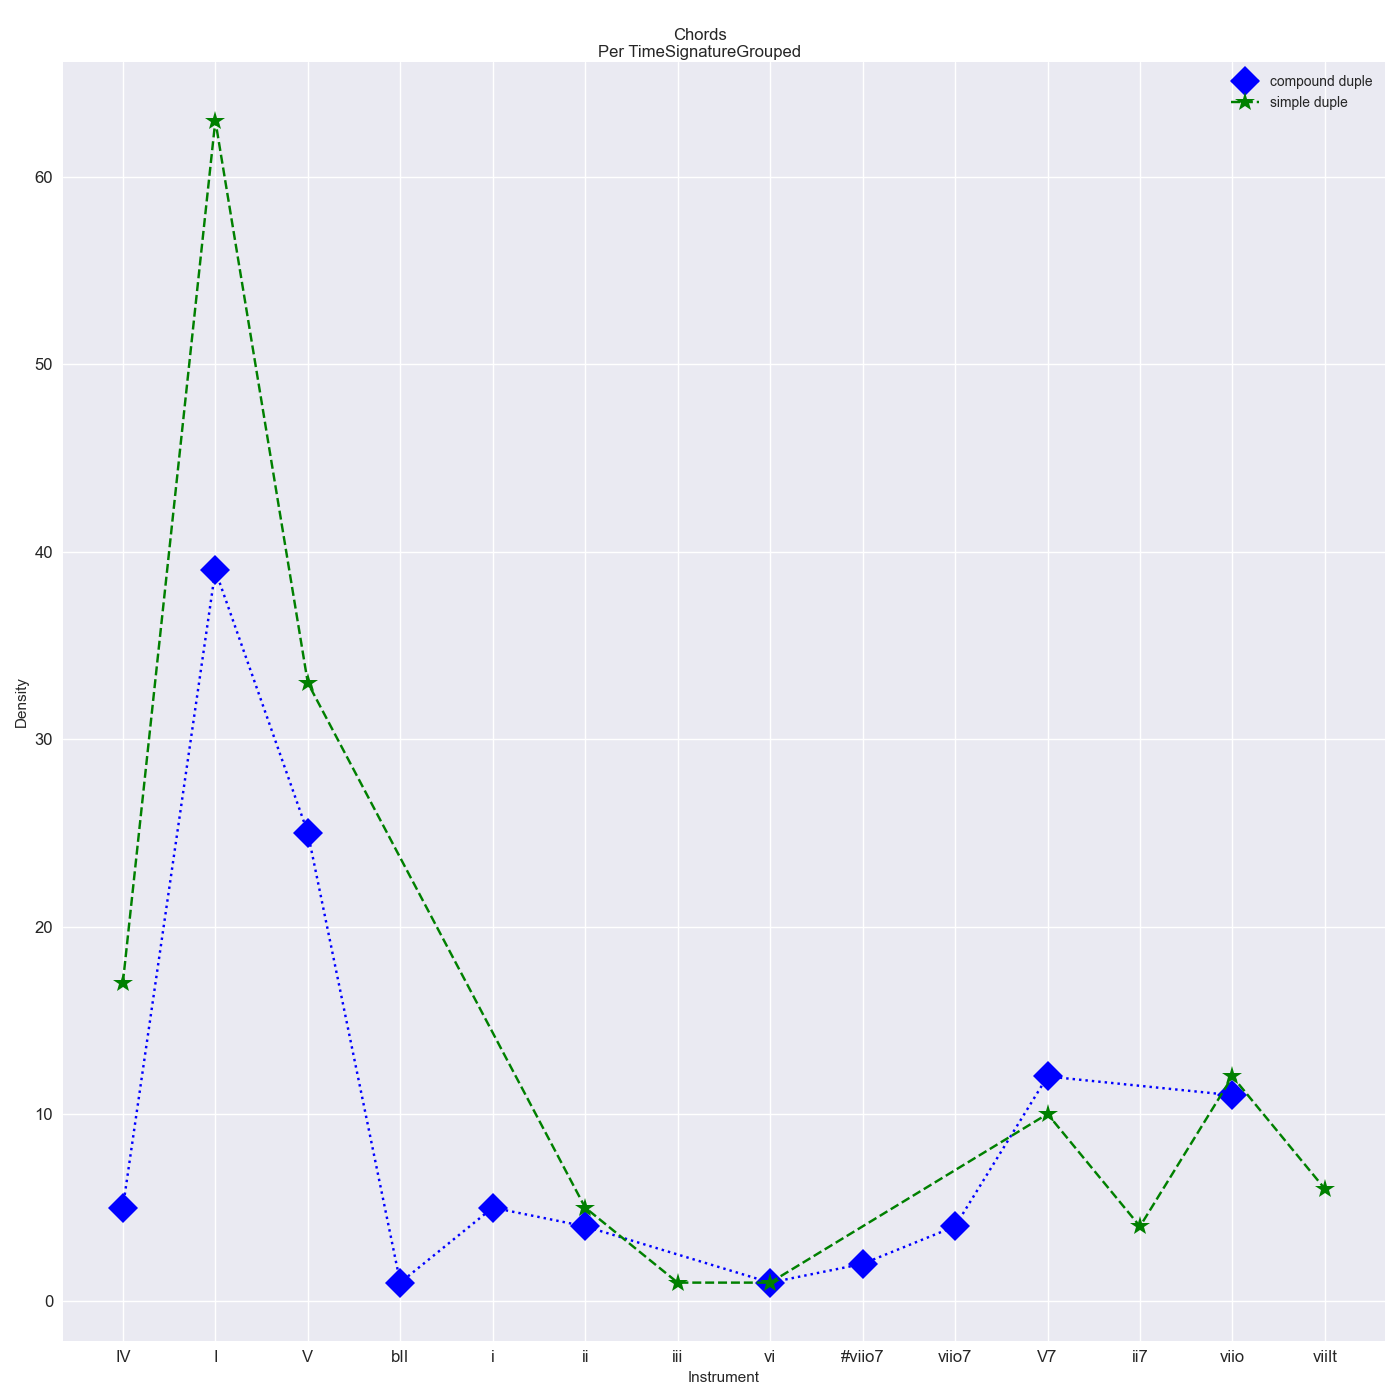 Chords
Per TimeSignatureGrouped
compound duple
simple duple
60
50
40
30
20
10
0
Density
IV I V bII i ii iii vi #viio7 viio7 V7 ii7 viio viiIt
Instrument